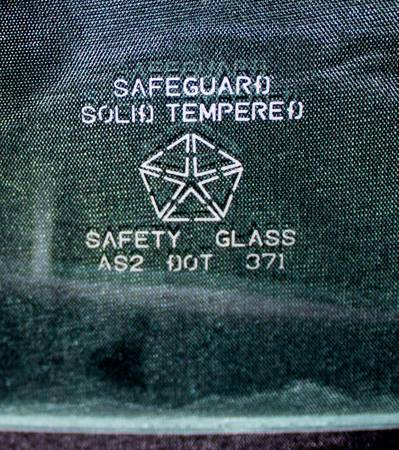 SAFEGUARD
SOLID TEMPERED
SAFETY GLASS
AS2 DOT 371